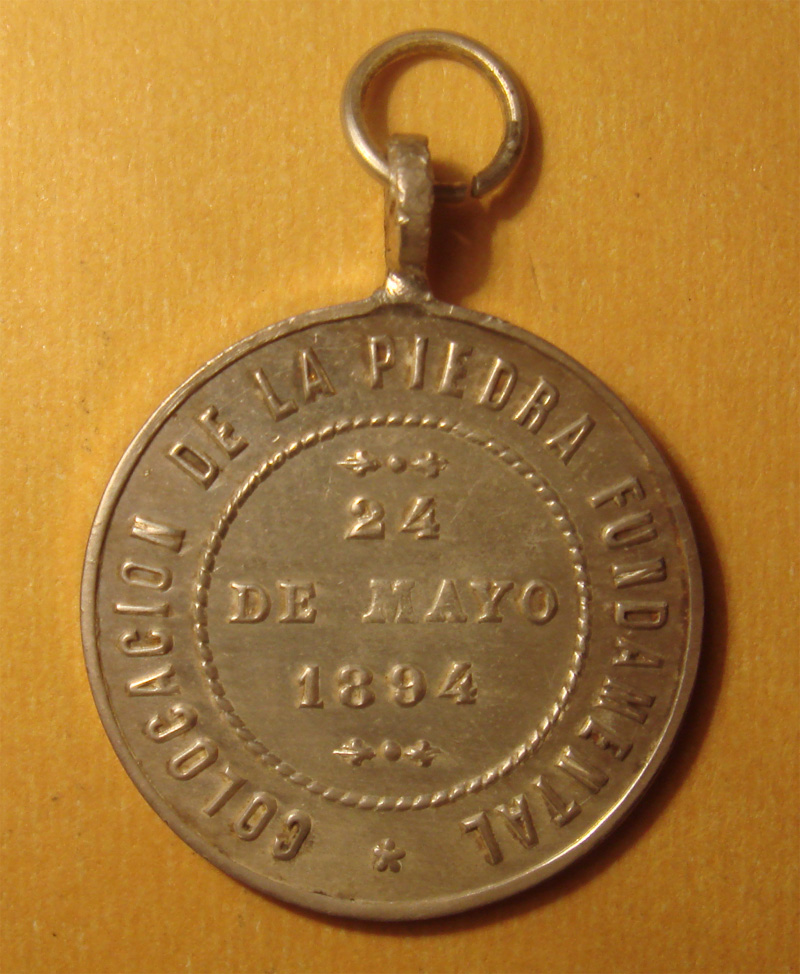 COLOCACION DE LA PIEDRA FUNDAMENTAL
24
DE MAYO
1894